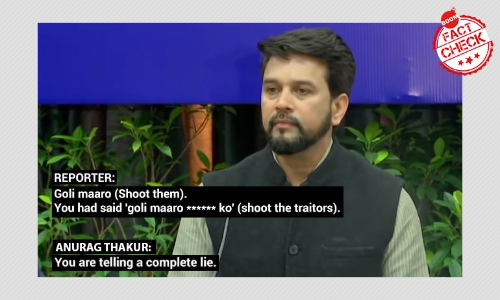 BOOM
FACT
CHECK
REPORTER:
Goli maaro (Shoot them).
You had said 'goli maaro ****** ko' (shoot the traitors).
ANURAG THAKUR:
You are telling a complete lie.